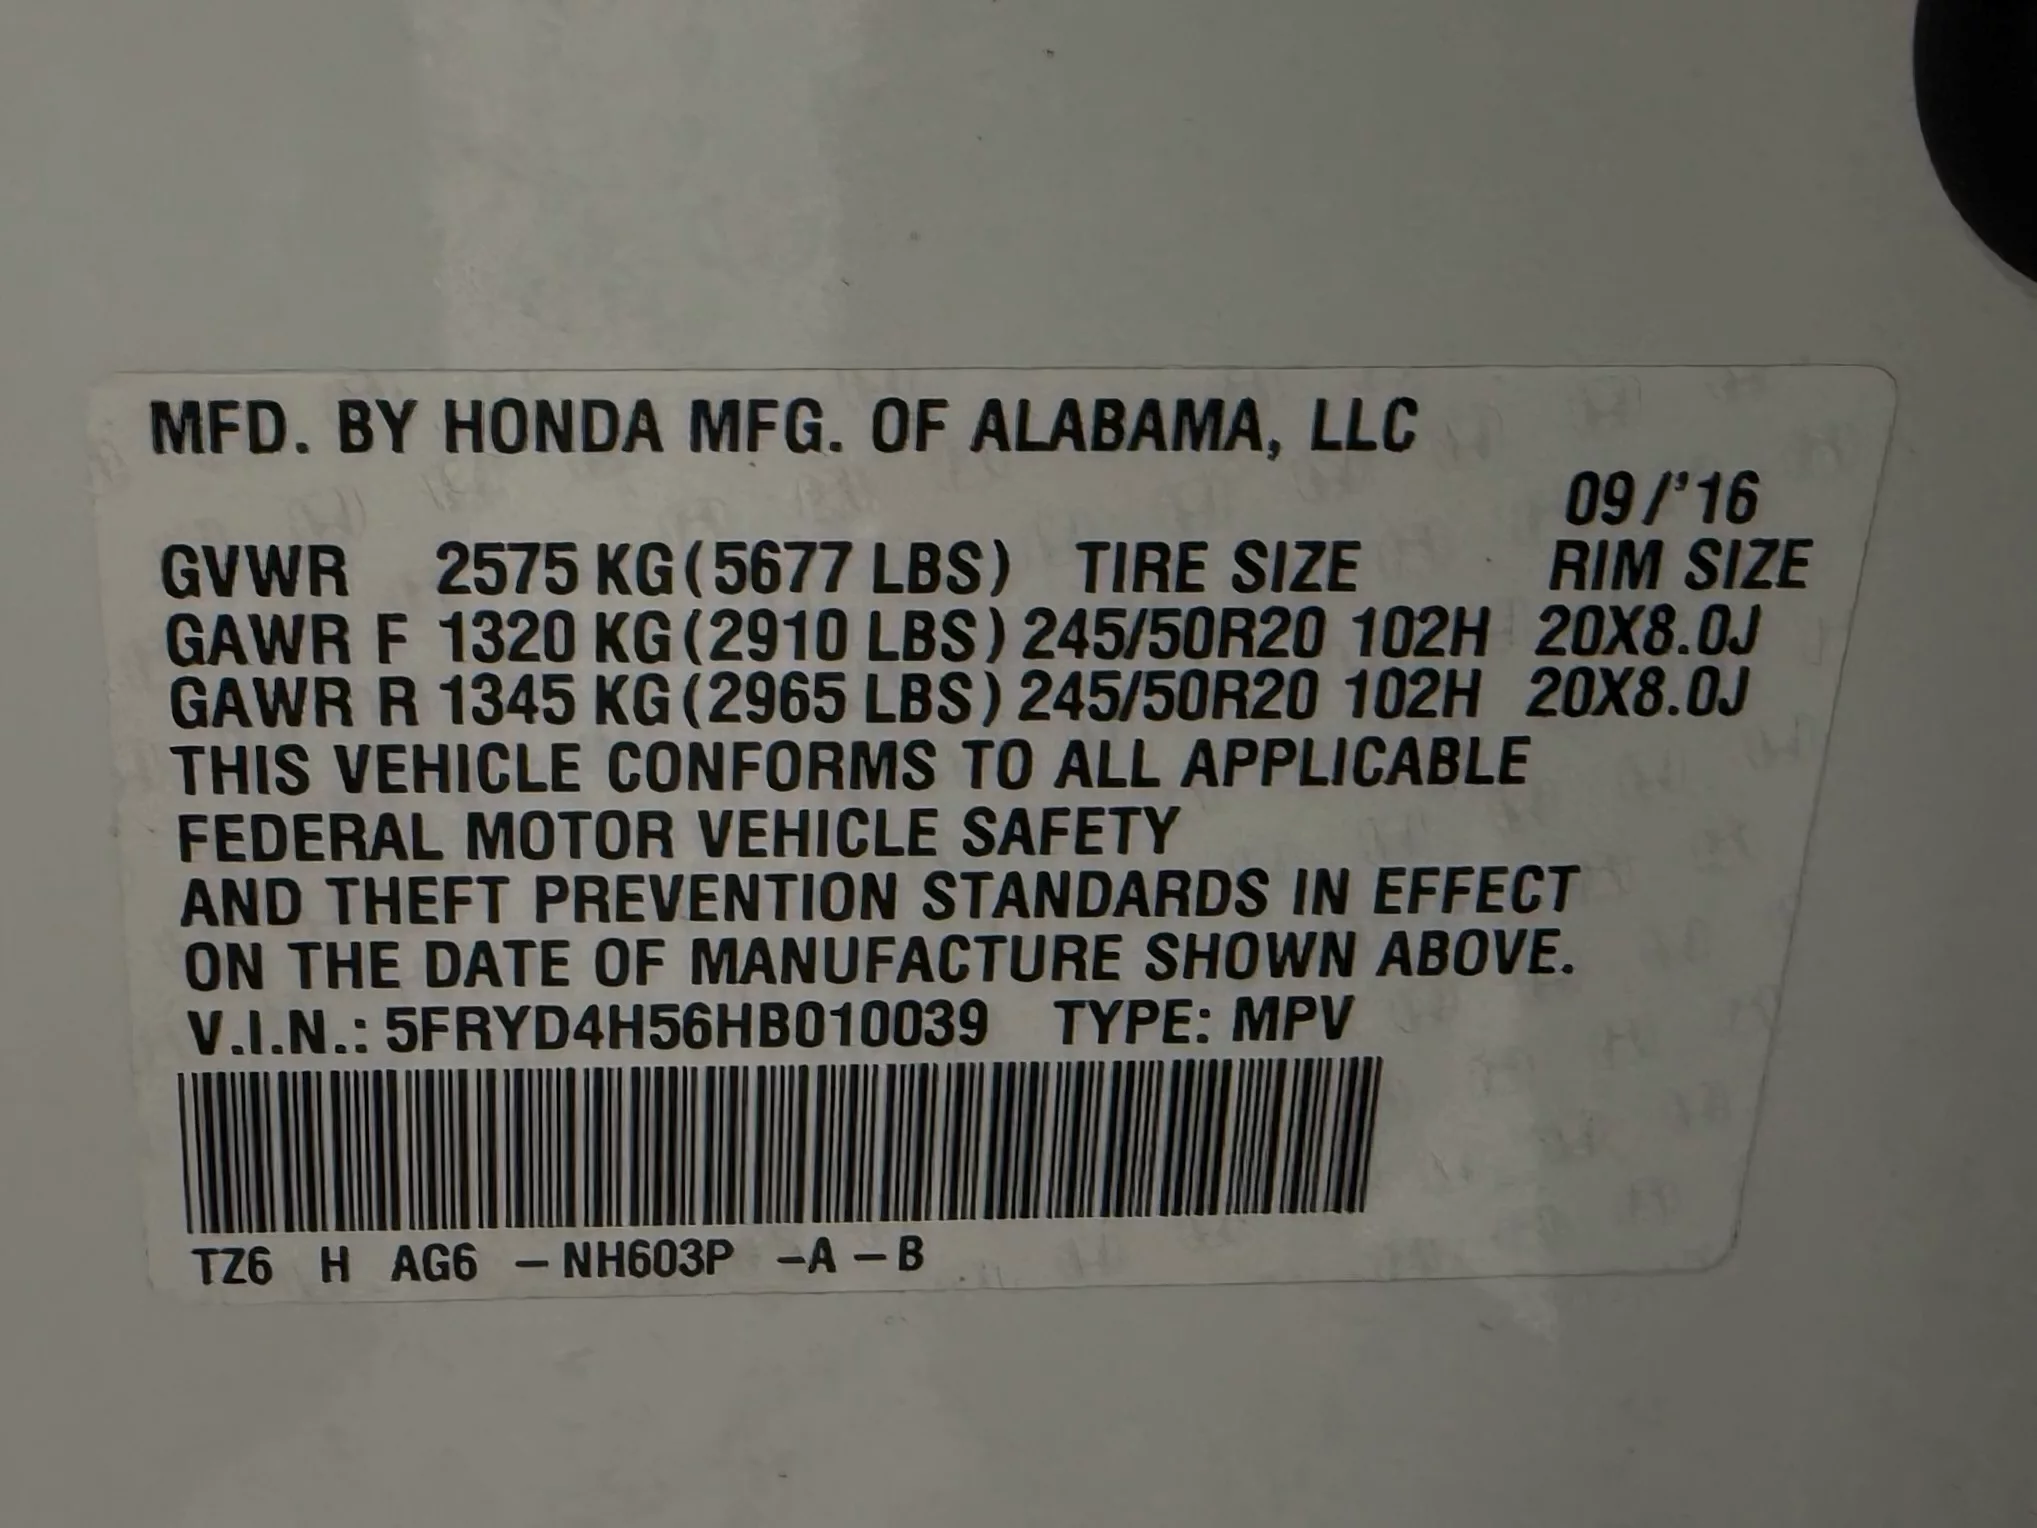 MFD. BY HONDA MFG. OF ALABAMA, LLC
09/'16
GVWR 2575 KG(5677 LBS) TIRE SIZE RIM SIZE
GAWR F 1320 KG(2910 LBS) 245/50R20 102H 20X8.0J
GAWR R 1345 KG(2965 LBS) 245/50R20 102H 20X8.0J
THIS VEHICLE CONFORMS TO ALL APPLICABLE
FEDERAL MOTOR VEHICLE SAFETY
AND THEFT PREVENTION STANDARDS IN EFFECT
ON THE DATE OF MANUFACTURE SHOWN ABOVE.
V.I.N.: 5FRYD4H56HB010039 TYPE: MPV
TZ6 H AG6 – NH603P –A – B